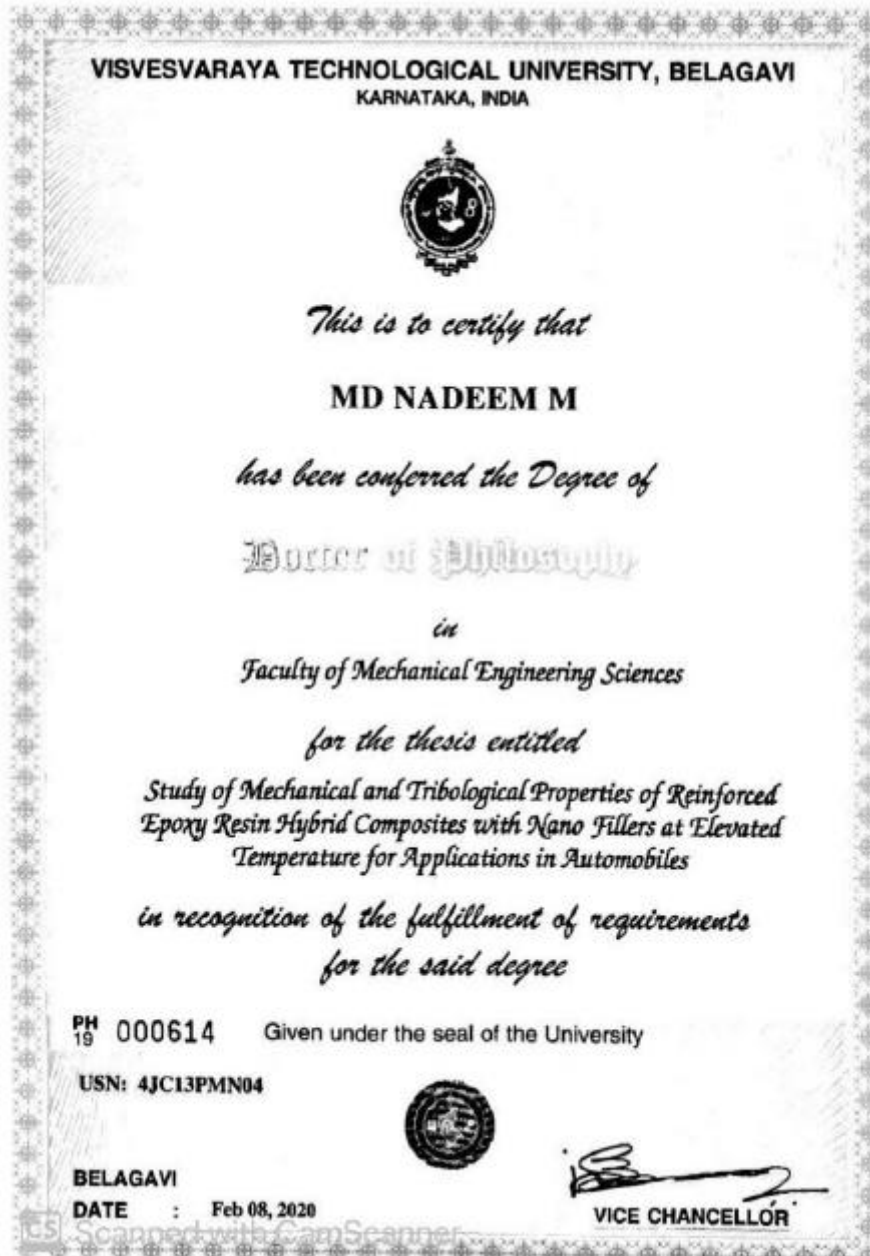 VISVESVARAYA TECHNOLOGICAL UNIVERSITY, BELAGAVI
KARNATAKA, INDIA
This is to certify that
MD NADEEM M
has been conferred the Degree of
Doctor of Philosophy
in
Faculty of Mechanical Engineering Sciences
for the thesis entitled
Study of Mechanical and Tribological Properties of Reinforced
Epoxy Resin Hybrid Composites with Nano Fillers at Elevated
Temperature for Applications in Automobiles
in recognition of the fulfillment of requirements
for the said degree
PH 19 000614 Given under the seal of the University
USN: 4JC13PMN04
BELAGAVI
DATE : Feb 08, 2020
VICE CHANCELLOR
CS Scanned with CamScanner